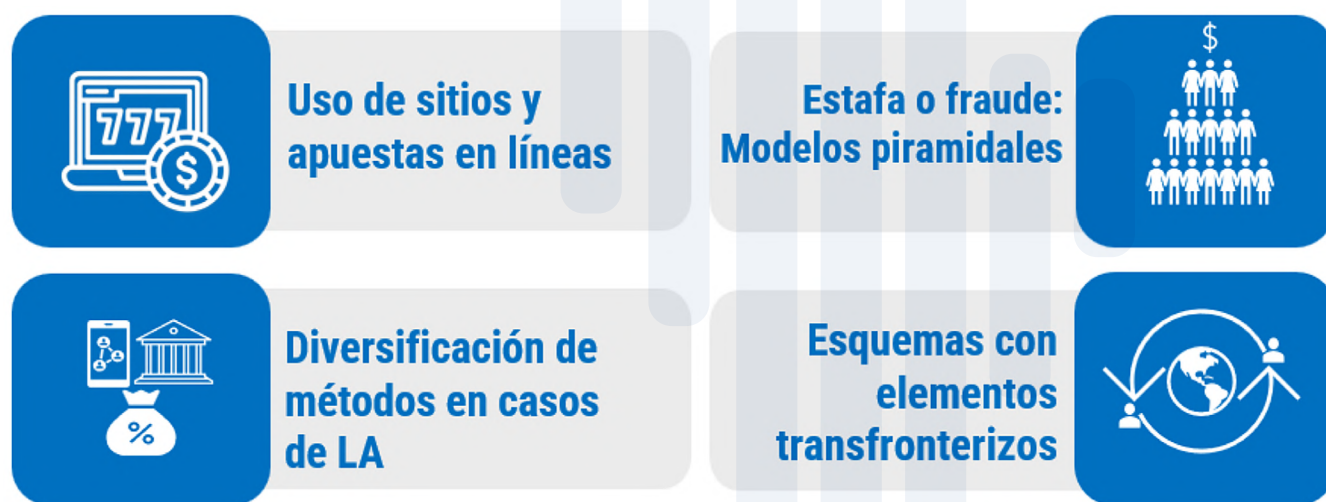 777
$
Uso de sitios y
apuestas en líneas
$
Estafa o fraude:
Modelos piramidales
%
Diversificación de
métodos en casos
de LA
Esquemas con
elementos
transfronterizos